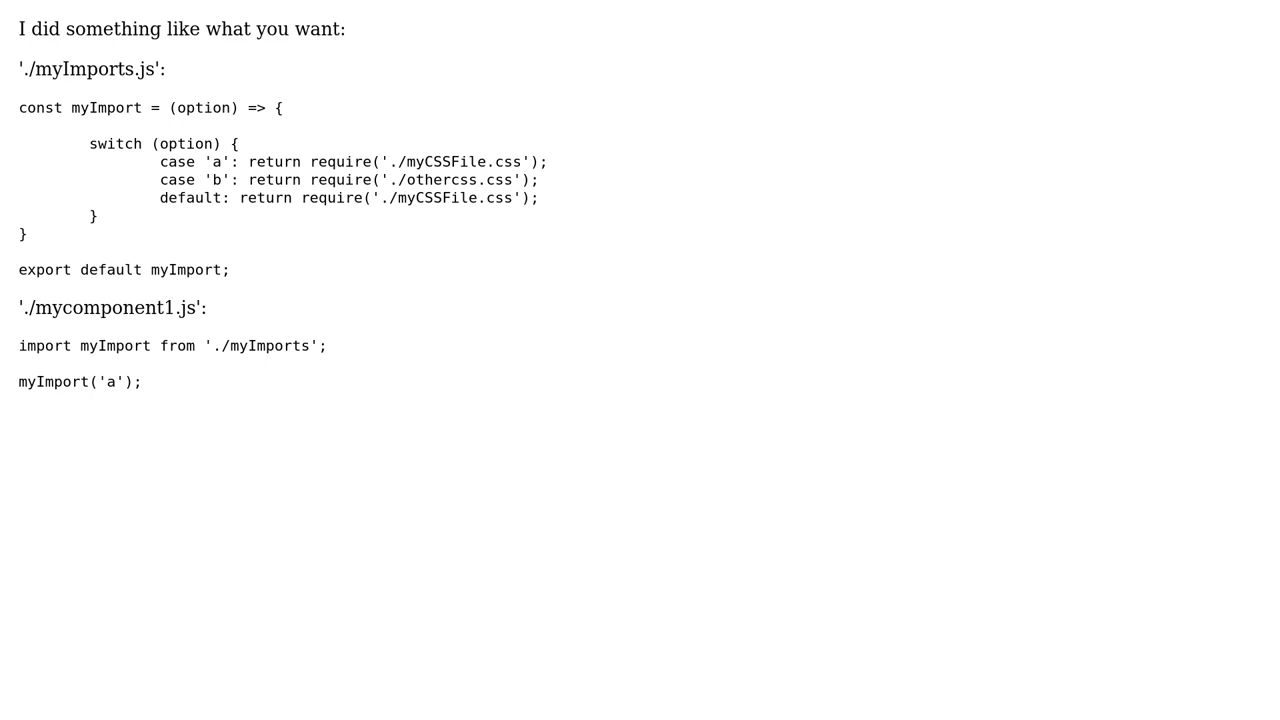 I did something like what you want:
'./myImports.js':
const myImport = (option) => {
        switch (option) {
                case 'a': return require('./myCSSFile.css');
                case 'b': return require('./othercss.css');
                default: return require('./myCSSFile.css');
        }
}
export default myImport;
'./mycomponent1.js':
import myImport from './myImports';
myImport('a');